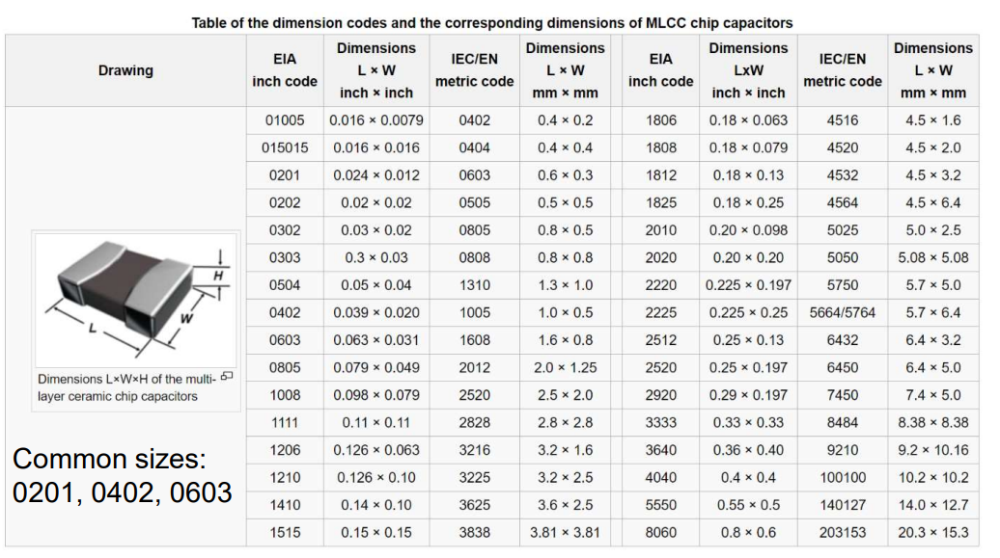 Table of the dimension codes and the corresponding dimensions of MLCC chip capacitors
Drawing
EIA inch code
Dimensions L × W inch × inch
IEC/EN metric code
Dimensions L × W mm × mm
EIA inch code
Dimensions LxW inch × inch
IEC/EN metric code
Dimensions L × W mm × mm
01005 0.016 × 0.0079 0402 0.4 × 0.2 1806 0.18 × 0.063 4516 4.5 × 1.6
015015 0.016 × 0.016 0404 0.4 × 0.4 1808 0.18 × 0.079 4520 4.5 × 2.0
0201 0.024 × 0.012 0603 0.6 × 0.3 1812 0.18 × 0.13 4532 4.5 × 3.2
0202 0.02 × 0.02 0505 0.5 × 0.5 1825 0.18 × 0.25 4564 4.5 × 6.4
0302 0.03 × 0.02 0805 0.8 × 0.5 2010 0.20 × 0.098 5025 5.0 × 2.5
0303 0.3 × 0.03 0808 0.8 × 0.8 2020 0.20 × 0.20 5050 5.08 × 5.08
0504 0.05 × 0.04 1310 1.3 × 1.0 2220 0.225 × 0.197 5750 5.7 × 5.0
0402 0.039 × 0.020 1005 1.0 × 0.5 2225 0.225 × 0.25 5664/5764 5.7 × 6.4
0603 0.063 × 0.031 1608 1.6 × 0.8 2512 0.25 × 0.13 6432 6.4 × 3.2
0805 0.079 × 0.049 2012 2.0 × 1.25 2520 0.25 × 0.197 6450 6.4 × 5.0
1008 0.098 × 0.079 2520 2.5 × 2.0 2920 0.29 × 0.197 7450 7.4 × 5.0
1111 0.11 × 0.11 2828 2.8 × 2.8 3333 0.33 × 0.33 8484 8.38 × 8.38
1206 0.126 × 0.063 3216 3.2 × 1.6 3640 0.36 × 0.40 9210 9.2 × 10.16
1210 0.126 × 0.10 3225 3.2 × 2.5 4040 0.4 × 0.4 100100 10.2 × 10.2
1410 0.14 × 0.10 3625 3.6 × 2.5 5550 0.55 × 0.5 140127 14.0 × 12.7
1515 0.15 × 0.15 3838 3.81 × 3.81 8060 0.8 × 0.6 203153 20.3 × 15.3
H
W
L
Dimensions L×W×H of the multi-
layer ceramic chip capacitors
Common sizes:
0201, 0402, 0603